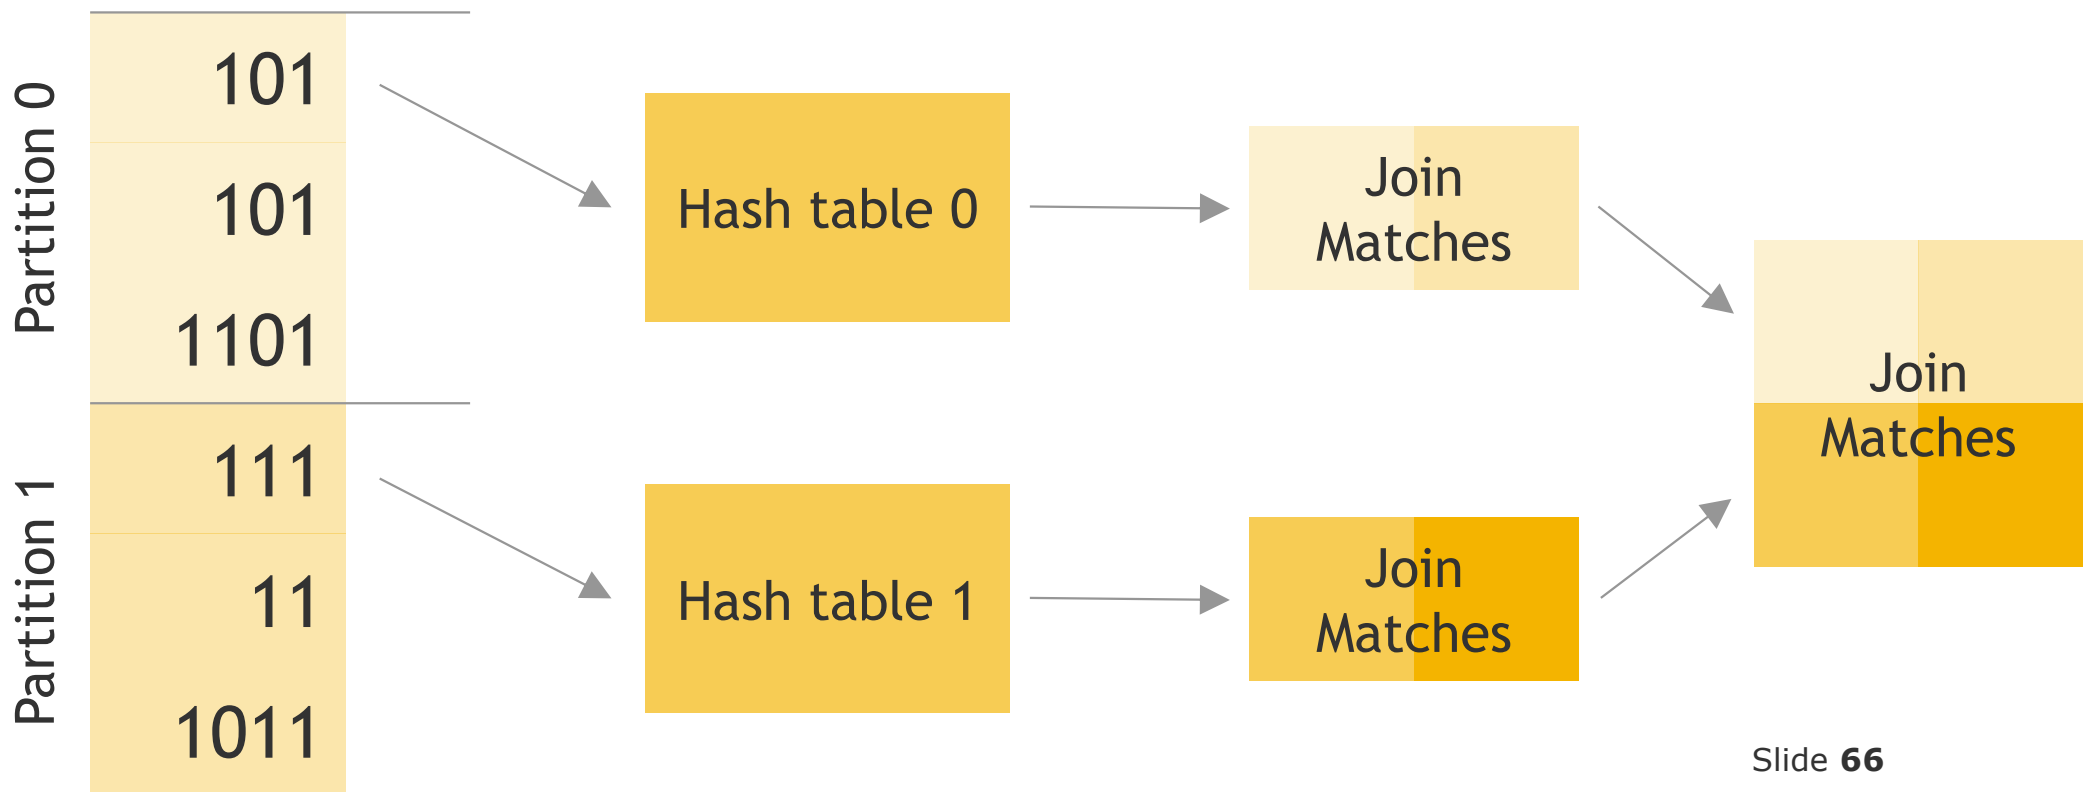 Partition 0
101
101
1101
Partition 1
111
11
1011
Hash table 0
Hash table 1
Join
Matches
Join
Matches
Join
Matches
Slide 66